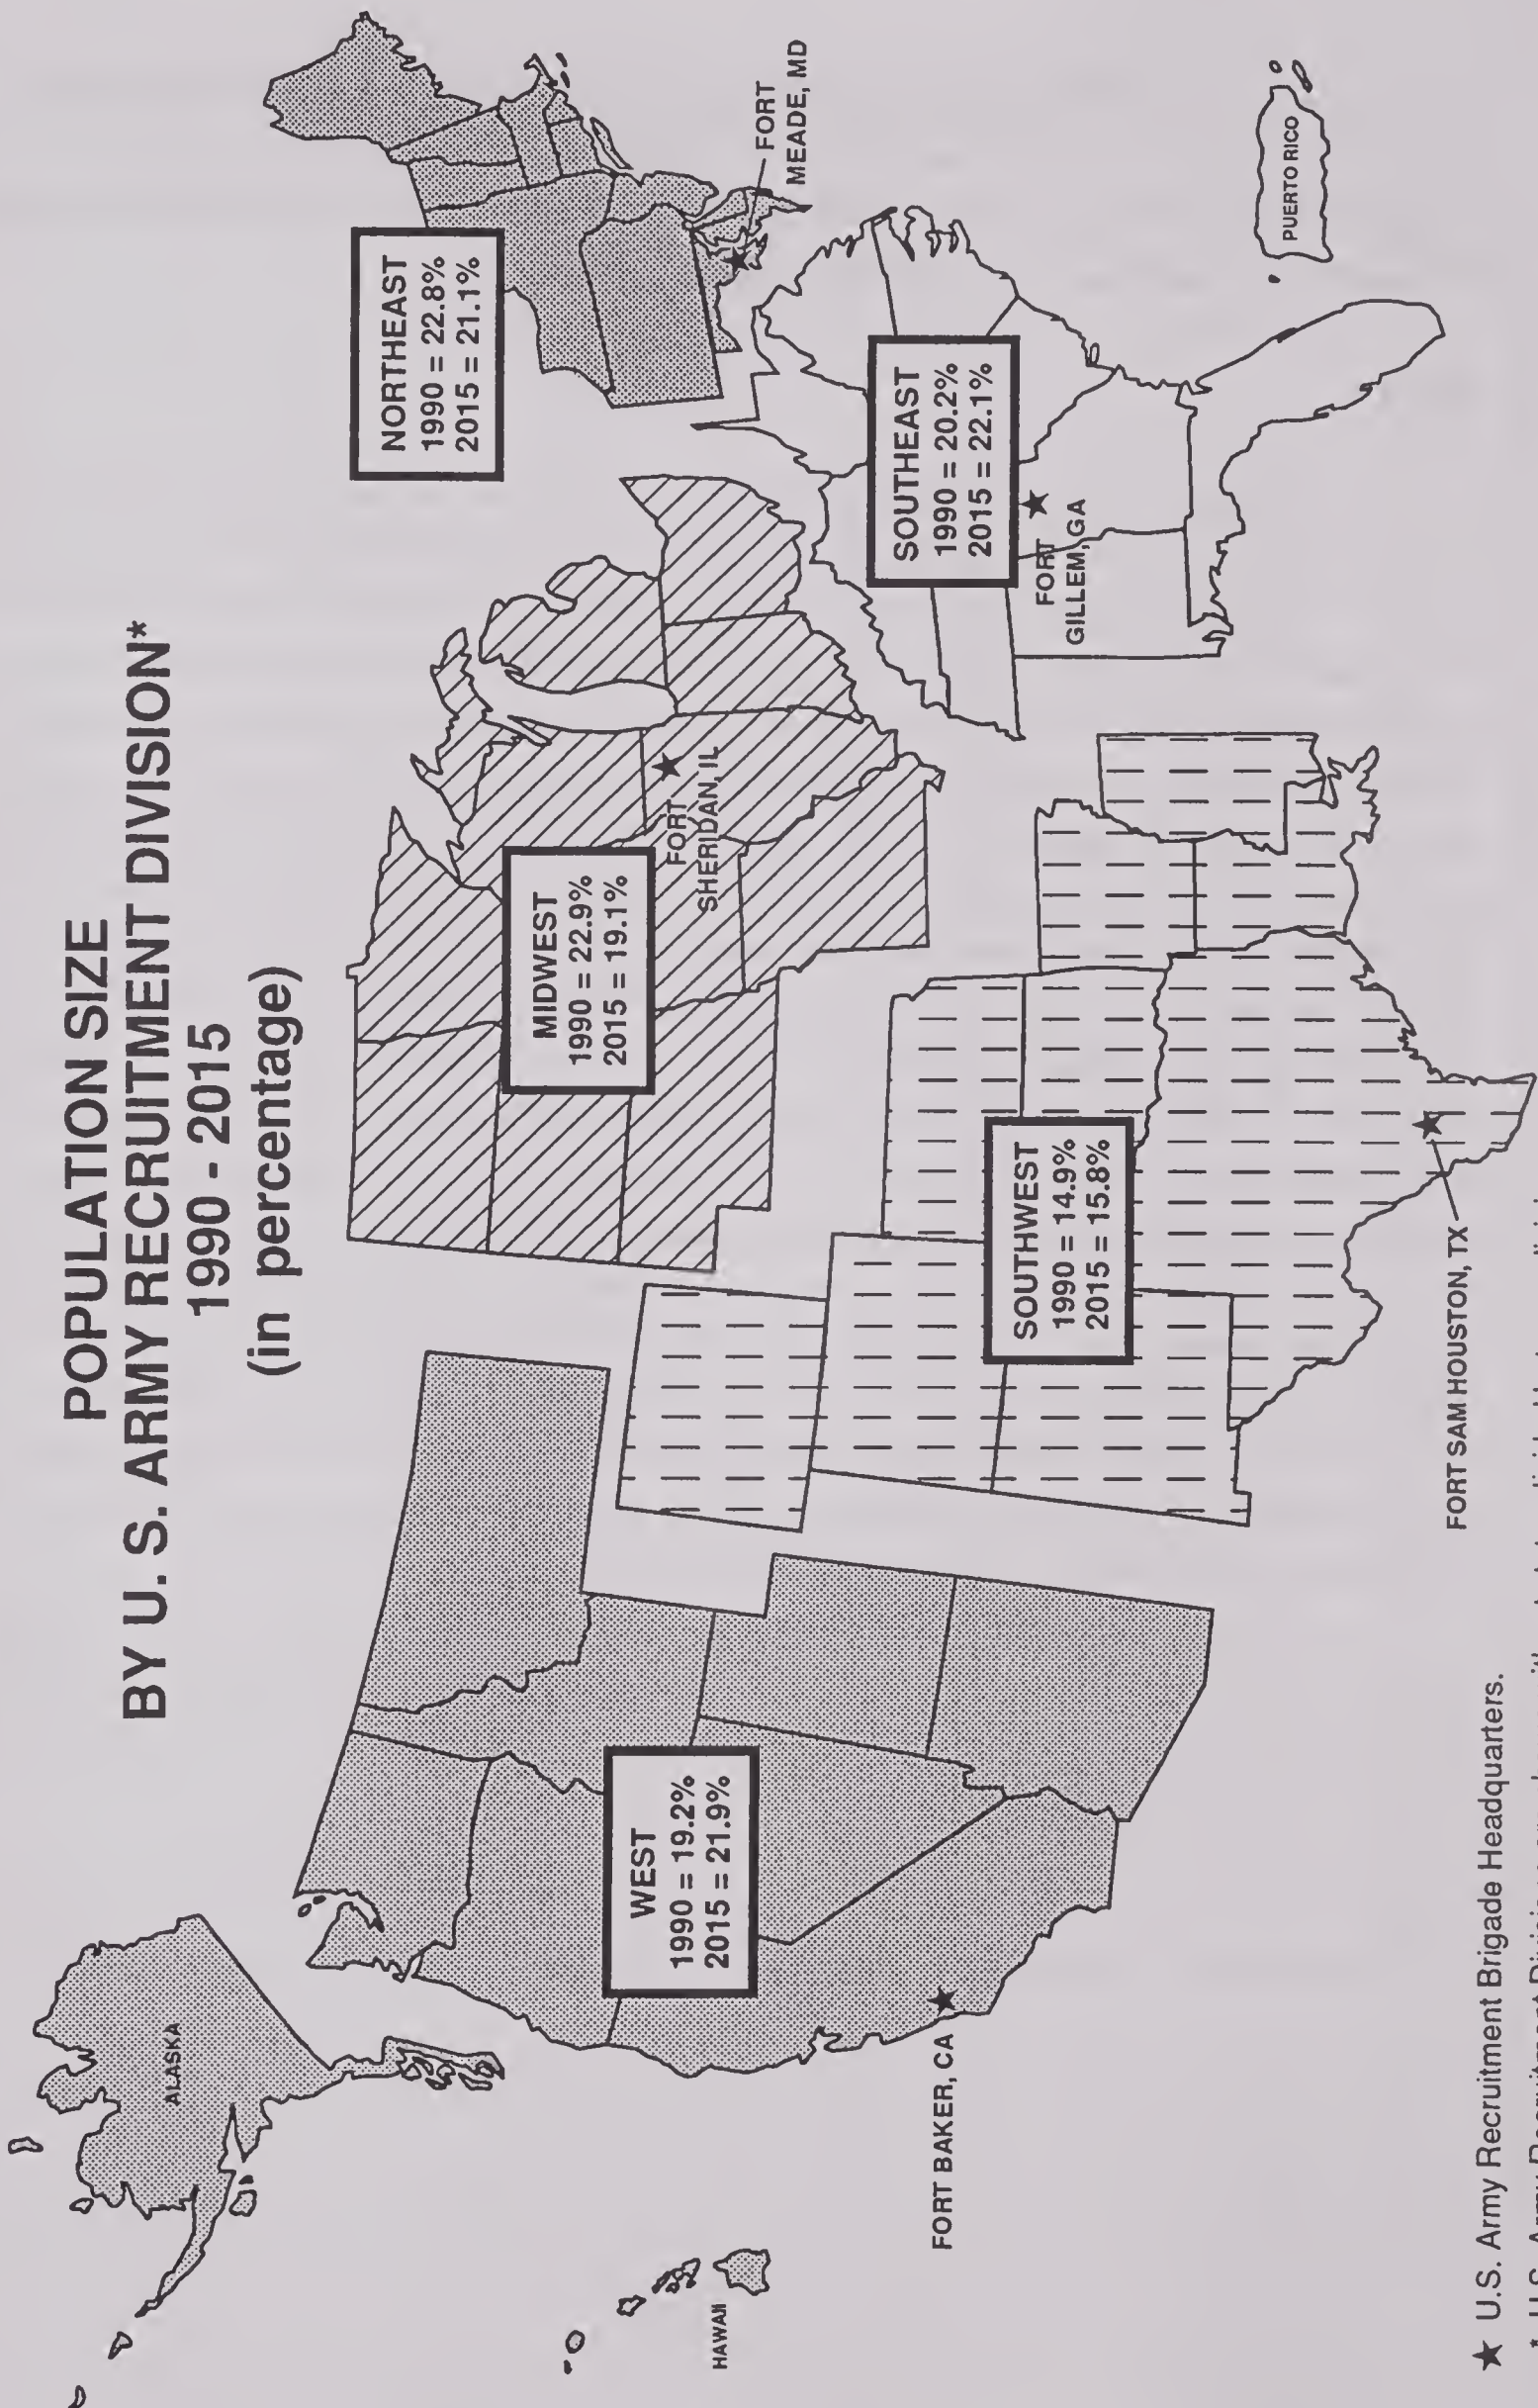 POPULATION SIZE
BY U. S. ARMY RECRUITMENT DIVISION*
1990 - 2015
(in percentage)
ALASKA
HAWAII
WEST
1990 = 19.2%
2015 = 21.9%
FORT BAKER, CA
MIDWEST
1990 = 22.9%
2015 = 19.1%
FORT
SHERIDAN, IL
NORTHEAST
1990 = 22.8%
2015 = 21.1%
FORT
MEADE, MD
SOUTHWEST
1990 = 14.9%
2015 = 15.8%
FORT SAM HOUSTON, TX
SOUTHEAST
1990 = 20.2%
2015 = 22.1%
FORT
GILLEM, GA
PUERTO RICO
★ U.S. Army Recruitment Brigade Headquarters.
* U.S. Army Recruitment Divisions